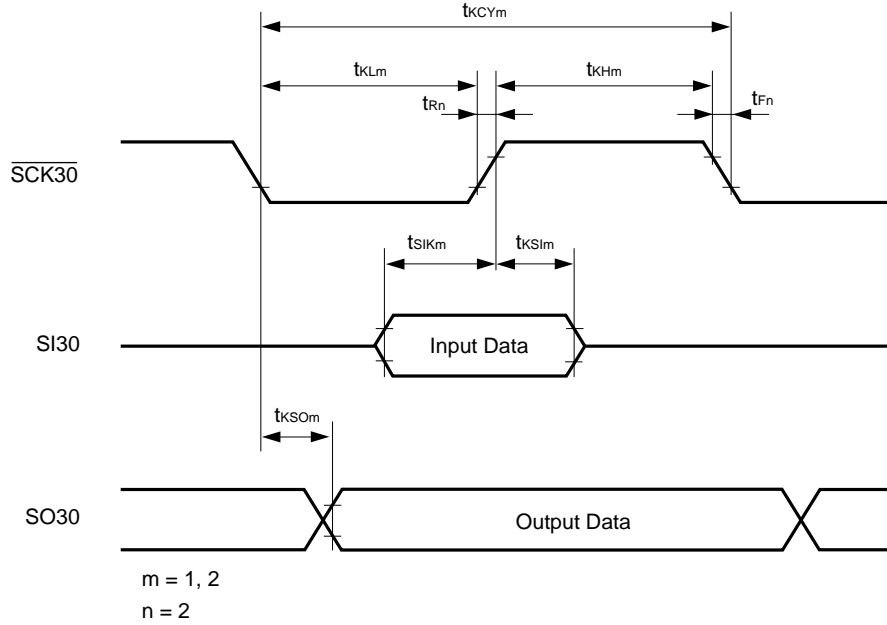 tKCYm
tKLm
tKHm
tRn
tFn
SCK30
tSIKm
tKSIm
SI30
Input Data
tKSOm
SO30
Output Data
m = 1, 2
n = 2